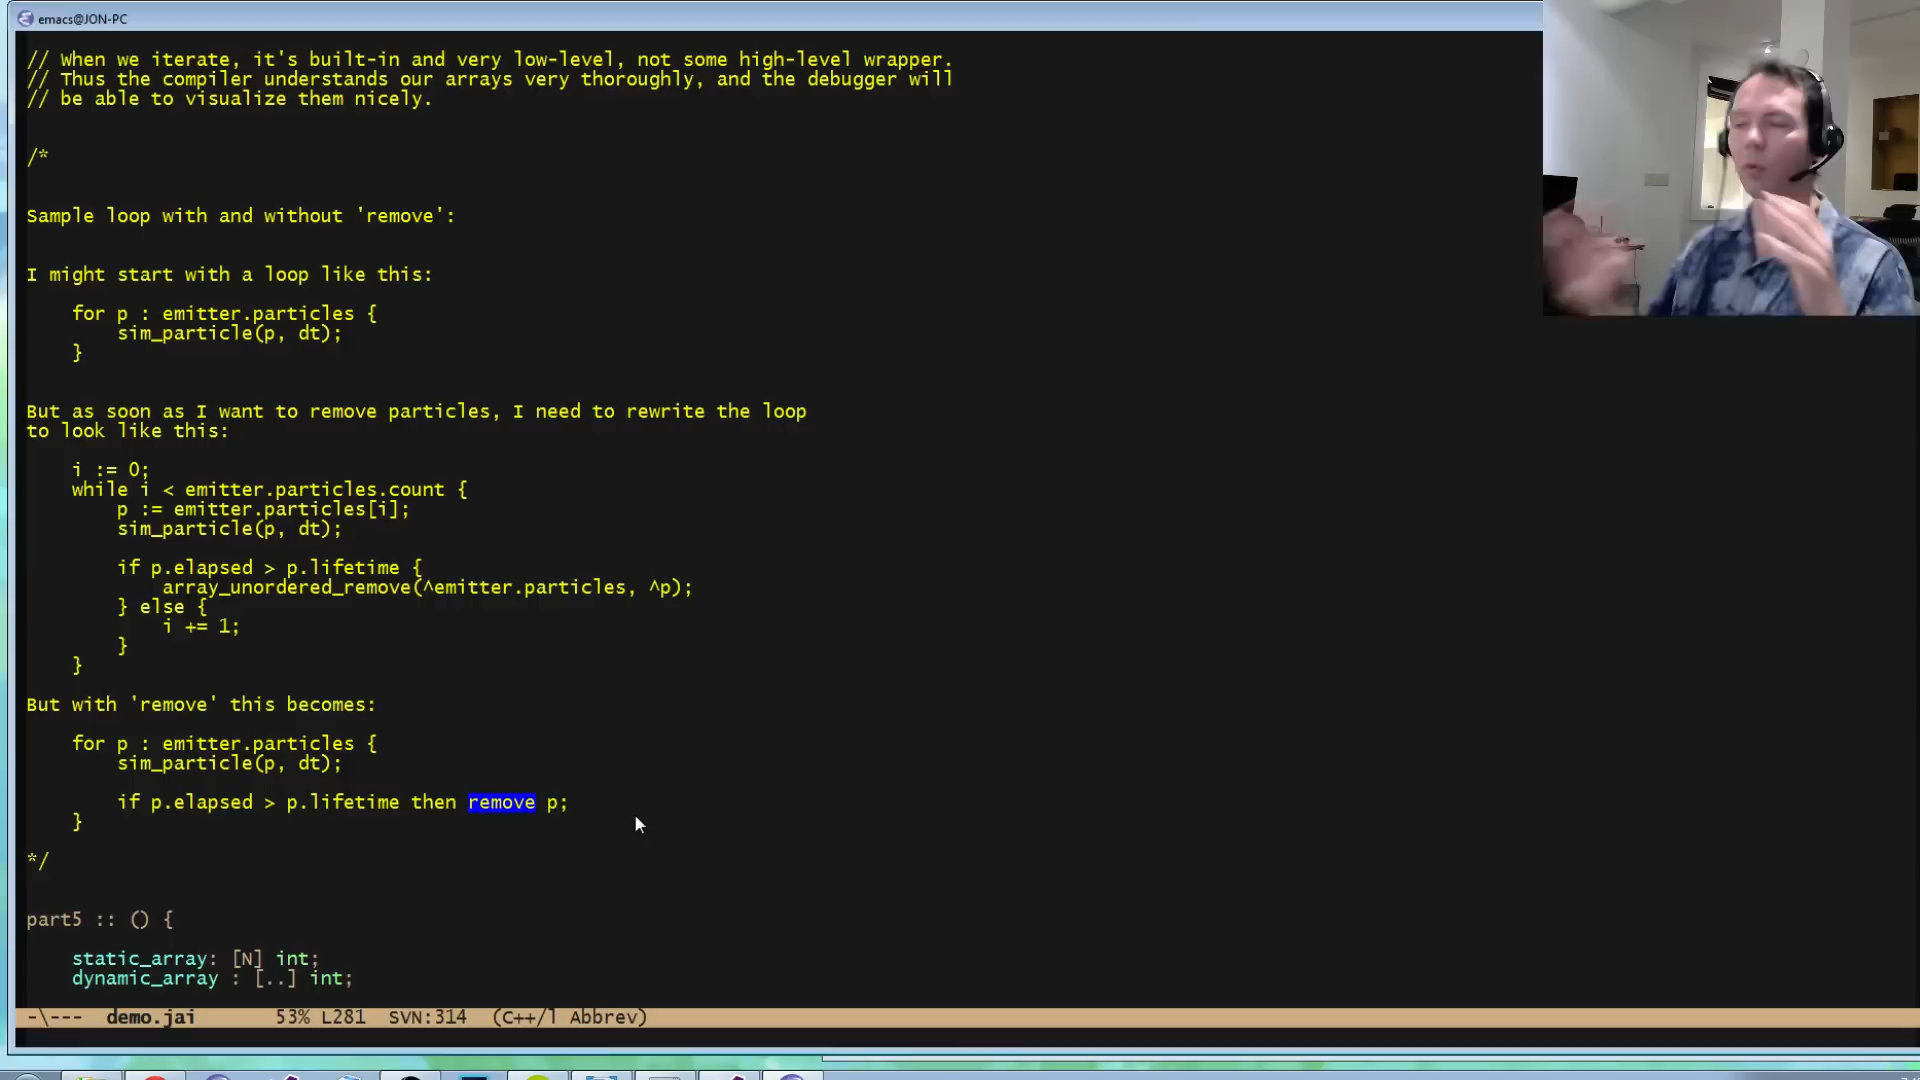 emacs@JON-PC
// When we iterate, it's built-in and very low-level, not some high-level wrapper.
// Thus the compiler understands our arrays very thoroughly, and the debugger will
// be able to visualize them nicely.
/*
Sample loop with and without 'remove':
I might start with a loop like this:
for p : emitter.particles {
sim_particle(p, dt);
}
But as soon as I want to remove particles, I need to rewrite the loop
to look like this:
i := 0;
while i < emitter.particles.count {
p := emitter.particles[i];
sim_particle(p, dt);
if p.elapsed > p.lifetime {
array_unordered_remove(^emitter.particles, ^p);
} else {
i += 1;
}
}
But with 'remove' this becomes:
for p : emitter.particles {
sim_particle(p, dt);
if p.elapsed > p.lifetime then remove p;
}
*/
part5 :: () {
static_array: [N] int;
dynamic_array : [..] int;
-\--- demo.jai 53% L281 SVN:314 (C++/l Abbrev)